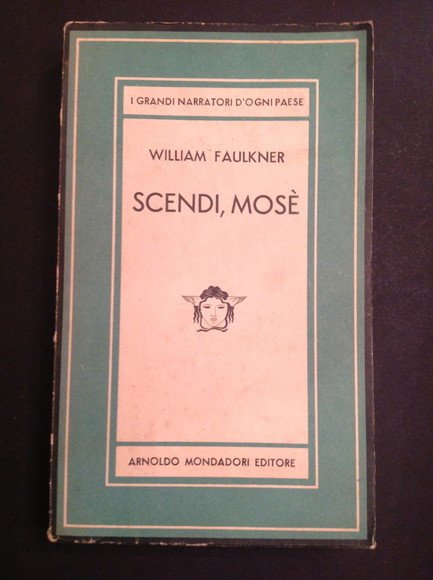 I GRANDI NARRATORI D'OGNI PAESE
WILLIAM FAULKNER
SCENDI, MOSÈ
ARNOLDO MONDADORI EDITORE